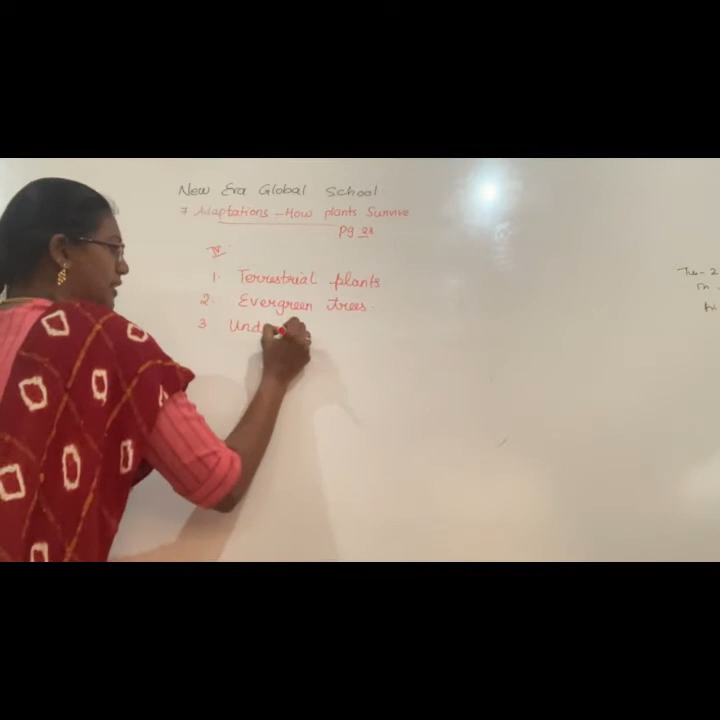 New Era Global School
7 Adaptations - How plants Survive
Pg 28
IV.
1. Terrestrial plants
2. Evergreen trees.
3 Und